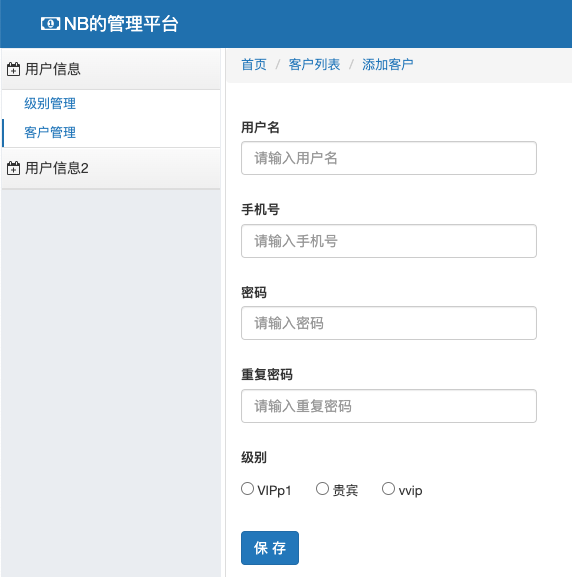 NB的管理平台
用户信息
级别管理
客户管理
用户信息2
首页 / 客户列表 / 添加客户
用户名
请输入用户名
手机号
请输入手机号
密码
请输入密码
重复密码
请输入重复密码
级别
VIPp1 贵宾 vvip
保 存